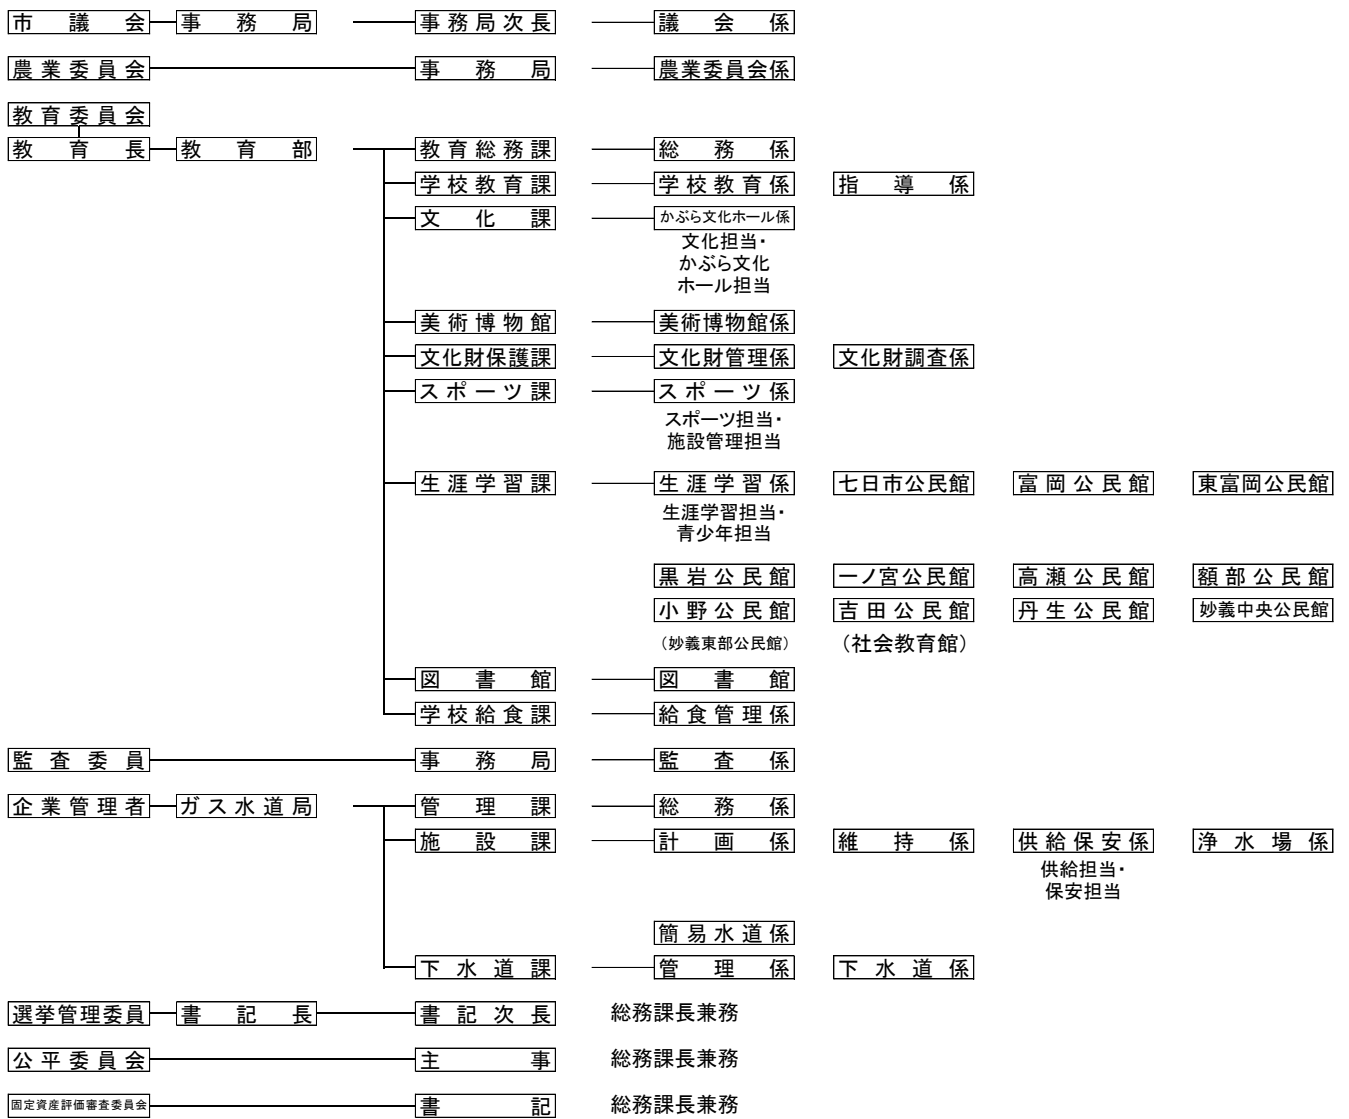 市議会 事務局 事務局次長 議会係
農業委員会 事務局 農業委員会係
教育委員会
教育長 教育部 教育総務課 総務係
学校教育課 学校教育係 指導係
文化課 かぶら文化ホール係
文化担当・
かぶら文化
ホール担当
美術博物館 美術博物館係
文化財保護課 文化財管理係 文化財調査係
スポーツ課 スポーツ係
スポーツ担当・
施設管理担当
生涯学習課 生涯学習係 七日市公民館 富岡公民館 東富岡公民館
生涯学習担当・
青少年担当
黒岩公民館 一ノ宮公民館 高瀬公民館 額部公民館
小野公民館 吉田公民館 丹生公民館 妙義中央公民館
（妙義東部公民館） （社会教育館）
図書館 図書館
学校給食課 給食管理係
監査委員 事務局 監査係
企業管理者 ガス水道局 管理課 総務係
施設課 計画係 維持係 供給保安係 浄水場係
供給担当・
保安担当
簡易水道係
下水道課 管理係 下水道係
選挙管理委員 書記長 書記次長 総務課長兼務
公平委員会 主事 総務課長兼務
固定資産評価審査委員会 書記 総務課長兼務